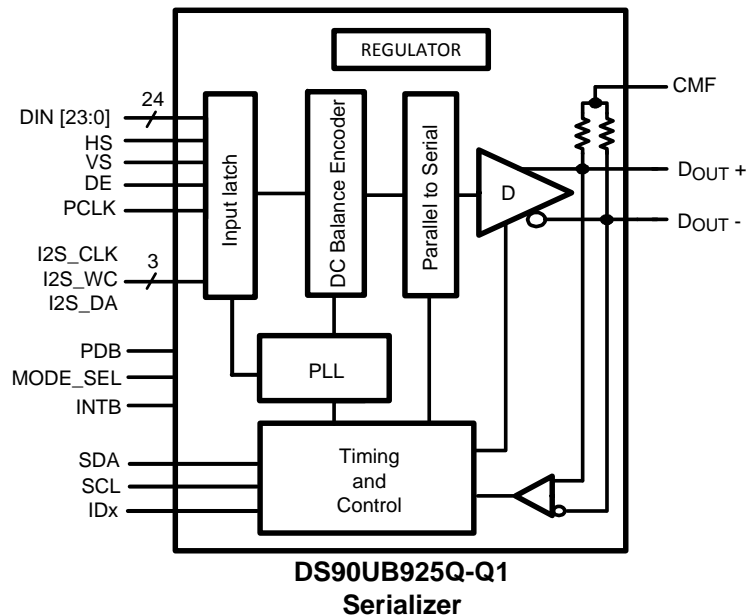 REGULATOR
CMF
DIN [23:0]
24
HS
VS
DE
PCLK
Input latch
DC Balance Encoder
Parallel to Serial
D
DOUT +
DOUT -
I2S_CLK
I2S_WC
3
I2S_DA
PDB
MODE_SEL
INTB
PLL
SDA
SCL
IDx
Timing
and
Control
DS90UB925Q-Q1
Serializer